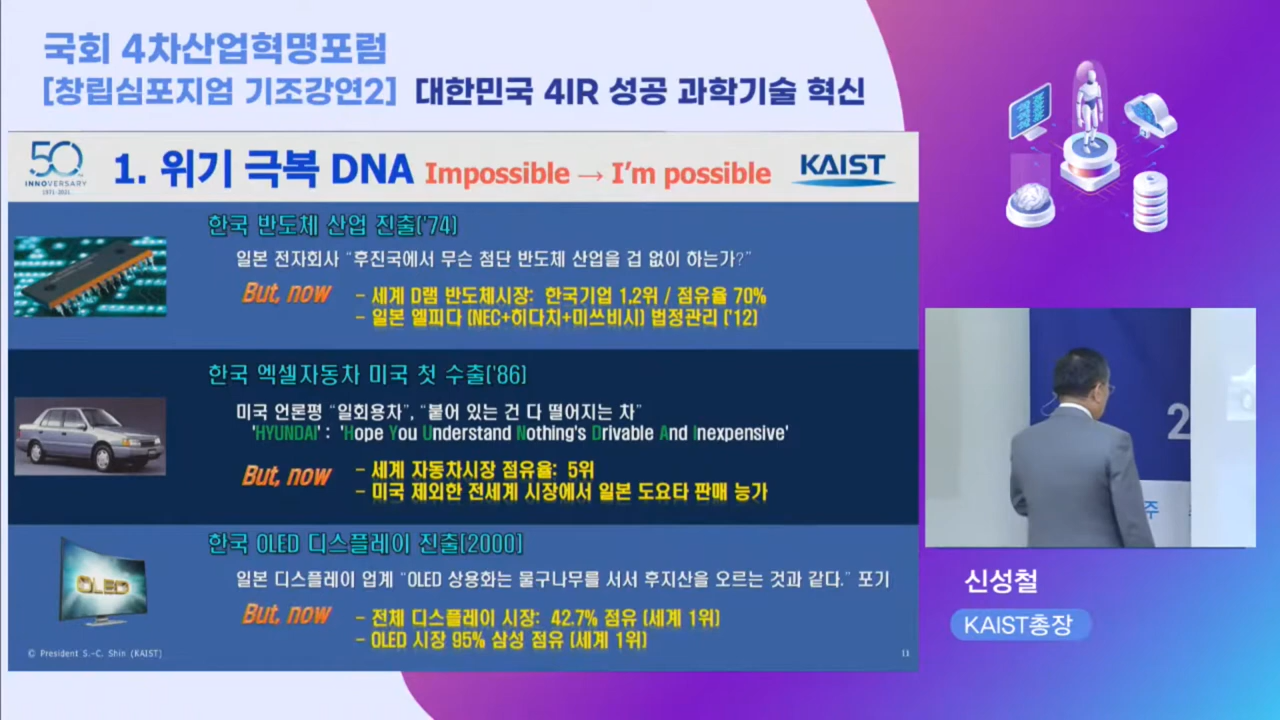 국회 4차산업혁명포럼
[창립심포지엄 기조강연2] 대한민국 4IR 성공 과학기술 혁신
50
INNOVERSARY
1971-2021
1. 위기 극복 DNA Impossible → I'm possible
KAIST
한국 반도체 산업 진출('74)
일본 전자회사 "후진국에서 무슨 첨단 반도체 산업을 겁 없이 하는가?"
But, now
- 세계 D램 반도체시장: 한국기업 1,2위 / 점유율 70%
- 일본 엘피다 (NEC+히다치+미쓰비시) 법정관리 ('12)
한국 엑셀자동차 미국 첫 수출('86)
미국 언론평 "일회용차", "붙어 있는 건 다 떨어지는 차"
'HYUNDAI' : 'Hope You Understand Nothing's Drivable And Inexpensive'
But, now
- 세계 자동차시장 점유율: 5위
- 미국 제외한 전세계 시장에서 일본 도요타 판매 능가
한국 OLED 디스플레이 진출(2000)
OLED
일본 디스플레이 업계 "OLED 상용화는 물구나무를 서서 후지산을 오르는 것과 같다." 포기
But, now
- 전체 디스플레이 시장: 42.7% 점유 (세계 1위)
- OLED 시장 95% 삼성 점유 (세계 1위)
© President S.-C. Shin (KAIST)
11
2
주
신성철
KAIST총장